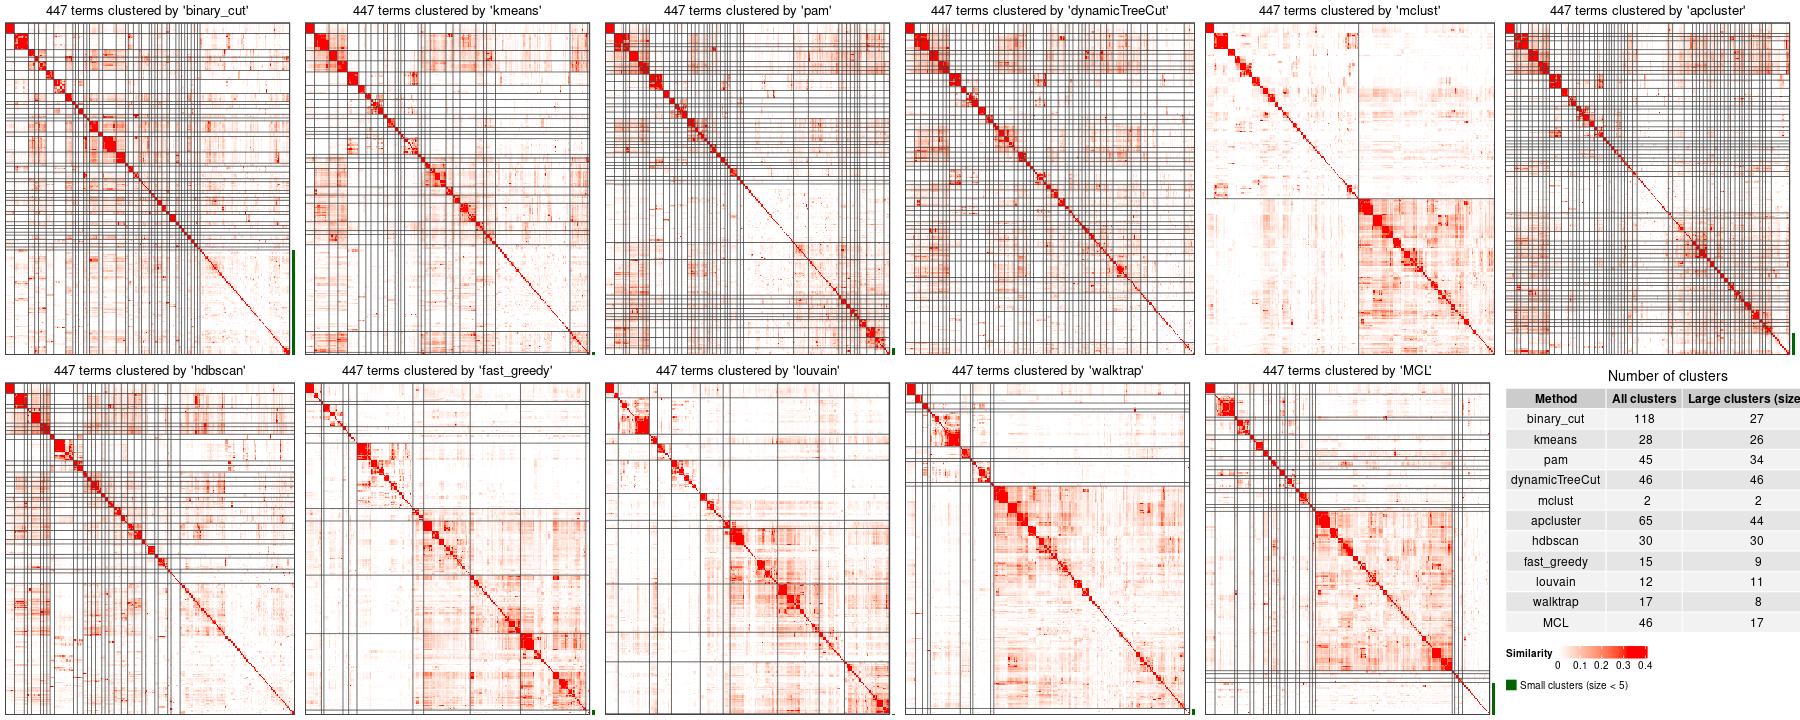 447 terms clustered by 'binary_cut'
447 terms clustered by 'kmeans'
447 terms clustered by 'pam'
447 terms clustered by 'dynamicTreeCut'
447 terms clustered by 'mclust'
447 terms clustered by 'apcluster'
447 terms clustered by 'hdbscan'
447 terms clustered by 'fast_greedy'
447 terms clustered by 'louvain'
447 terms clustered by 'walktrap'
447 terms clustered by 'MCL'
Number of clusters
Method All clusters Large clusters (size
binary_cut 118 27
kmeans 28 26
pam 45 34
dynamicTreeCut 46 46
mclust 2 2
apcluster 65 44
hdbscan 30 30
fast_greedy 15 9
louvain 12 11
walktrap 17 8
MCL 46 17
Similarity
0 0.1 0.2 0.3 0.4
Small clusters (size < 5)